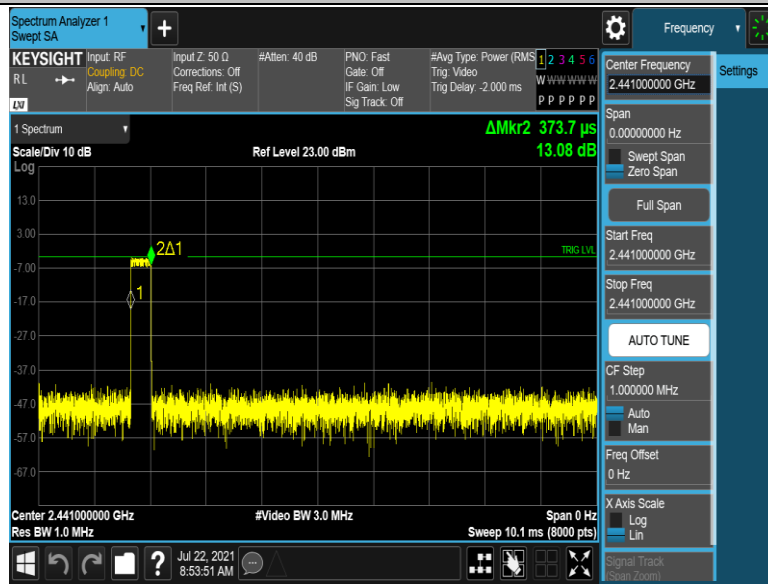 Spectrum Analyzer 1
Swept SA
+
Frequency
KEYSIGHT
R L
LXI
Input: RF
Coupling: DC
Align: Auto
Input Z: 50 Ω
Corrections: Off
Freq Ref: Int (S)
#Atten: 40 dB
PNO: Fast
Gate: Off
IF Gain: Low
Sig Track: Off
#Avg Type: Power (RMS
Trig: Video
Trig Delay: -2.000 ms
1 2 3 4 5 6
W W W W W W
P P P P P P
1 Spectrum
Scale/Div 10 dB
Ref Level 23.00 dBm
ΔMkr2 373.7 µs
13.08 dB
Log
13.0
3.00
-7.00
-17.0
-27.0
-37.0
-47.0
-57.0
-67.0
2Δ1
1
TRIG LVL
Center 2.441000000 GHz
#Video BW 3.0 MHz
Span 0 Hz
Res BW 1.0 MHz
Sweep 10.1 ms (8000 pts)
?
Jul 22, 2021
8:53:51 AM
Center Frequency
2.441000000 GHz
Settings
Span
0.00000000 Hz
Swept Span
Zero Span
Full Span
Start Freq
2.441000000 GHz
Stop Freq
2.441000000 GHz
AUTO TUNE
CF Step
1.000000 MHz
Auto
Man
Freq Offset
0 Hz
X Axis Scale
Log
Lin
Signal Track
(Span Zoom)